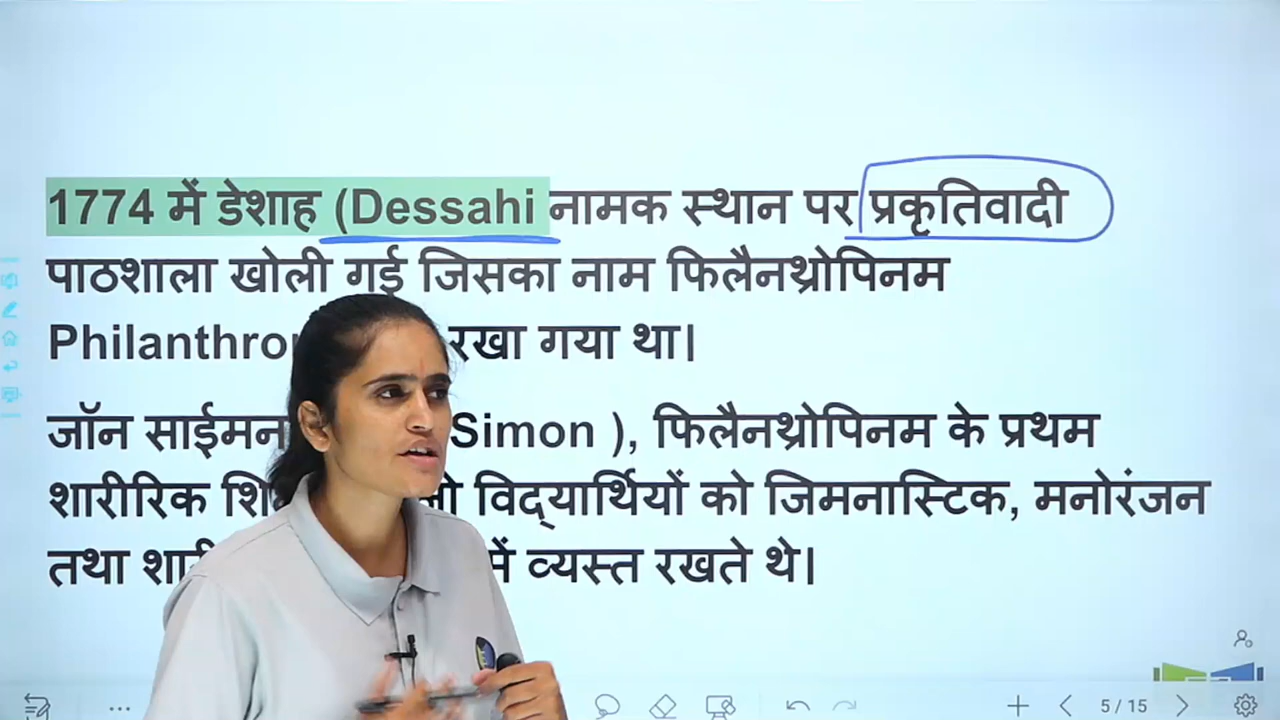 1774 में डेशाह (Dessahi नामक स्थान पर प्रकृतिवादी
पाठशाला खोली गई जिसका नाम फिलैनथ्रोपिनम
रखा गया था।
जॉन साईमन Simon ), फिलैनथ्रोपिनम के प्रथम
शारीरिक विद्यार्थियों को जिमनास्टिक, मनोरंजन
तथा में व्यस्त रखते थे।
5 / 15